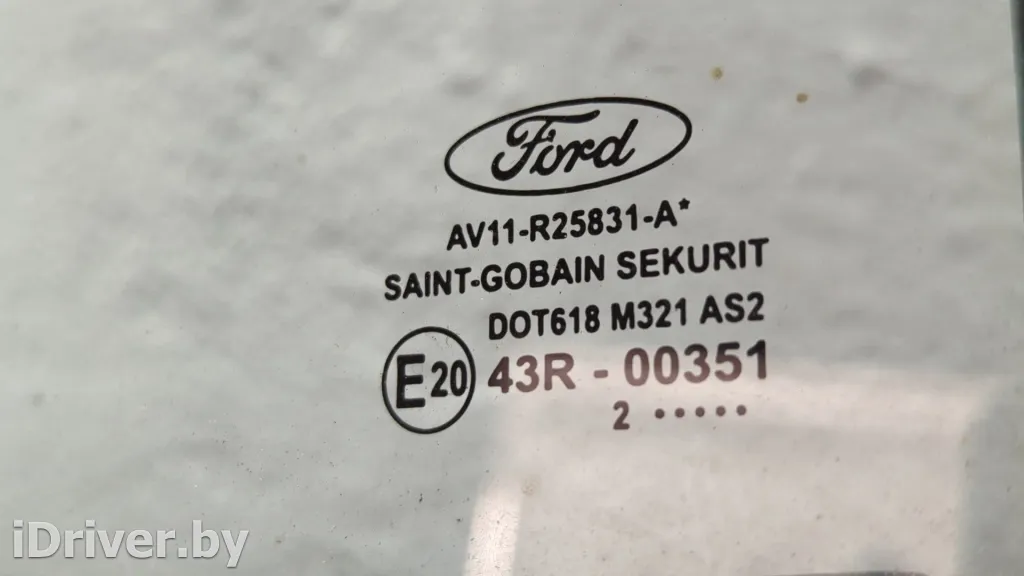 Ford
AV11-R25831-A*
SAINT-GOBAIN SEKURIT
DOT618 M321 AS2
E20 43R - 00351
2 •••••
iDriver.by